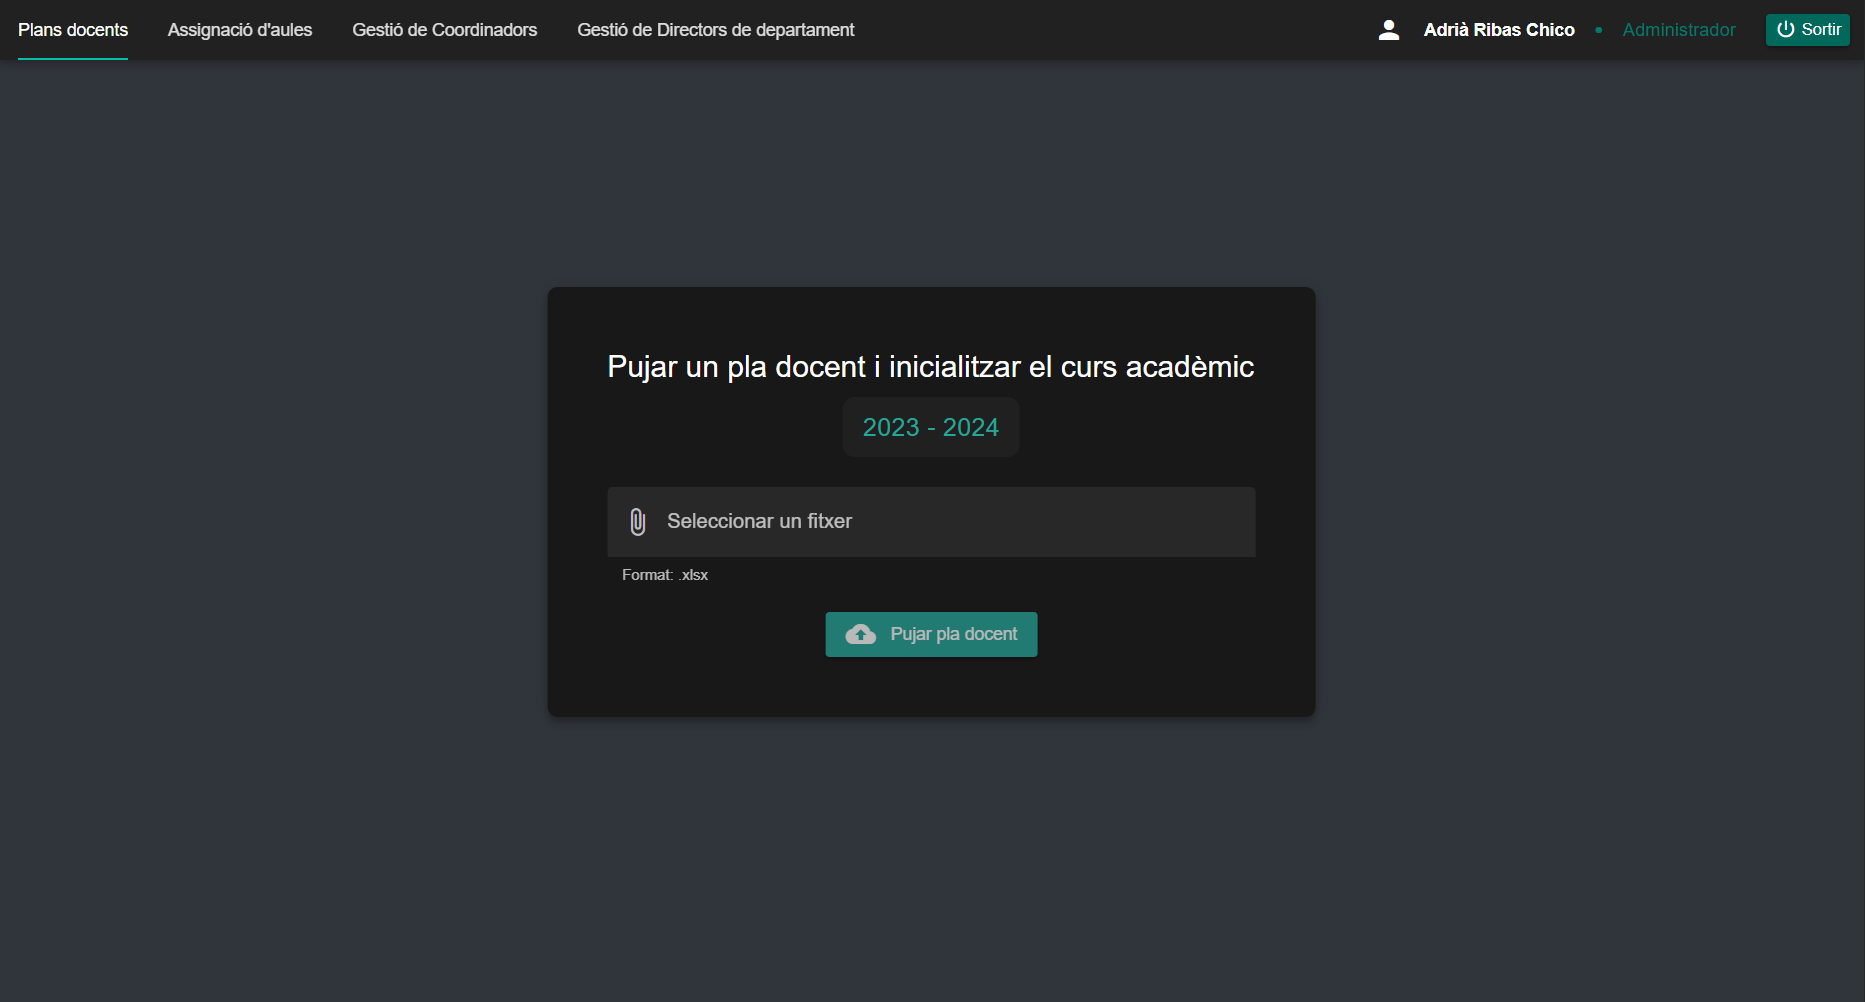 Plans docents
Assignació d'aules
Gestió de Coordinadors
Gestió de Directors de departament
Adrià Ribas Chico • Administrador
Sortir
Pujar un pla docent i inicialitzar el curs acadèmic
2023 - 2024
Seleccionar un fitxer
Format: .xlsx
Pujar pla docent